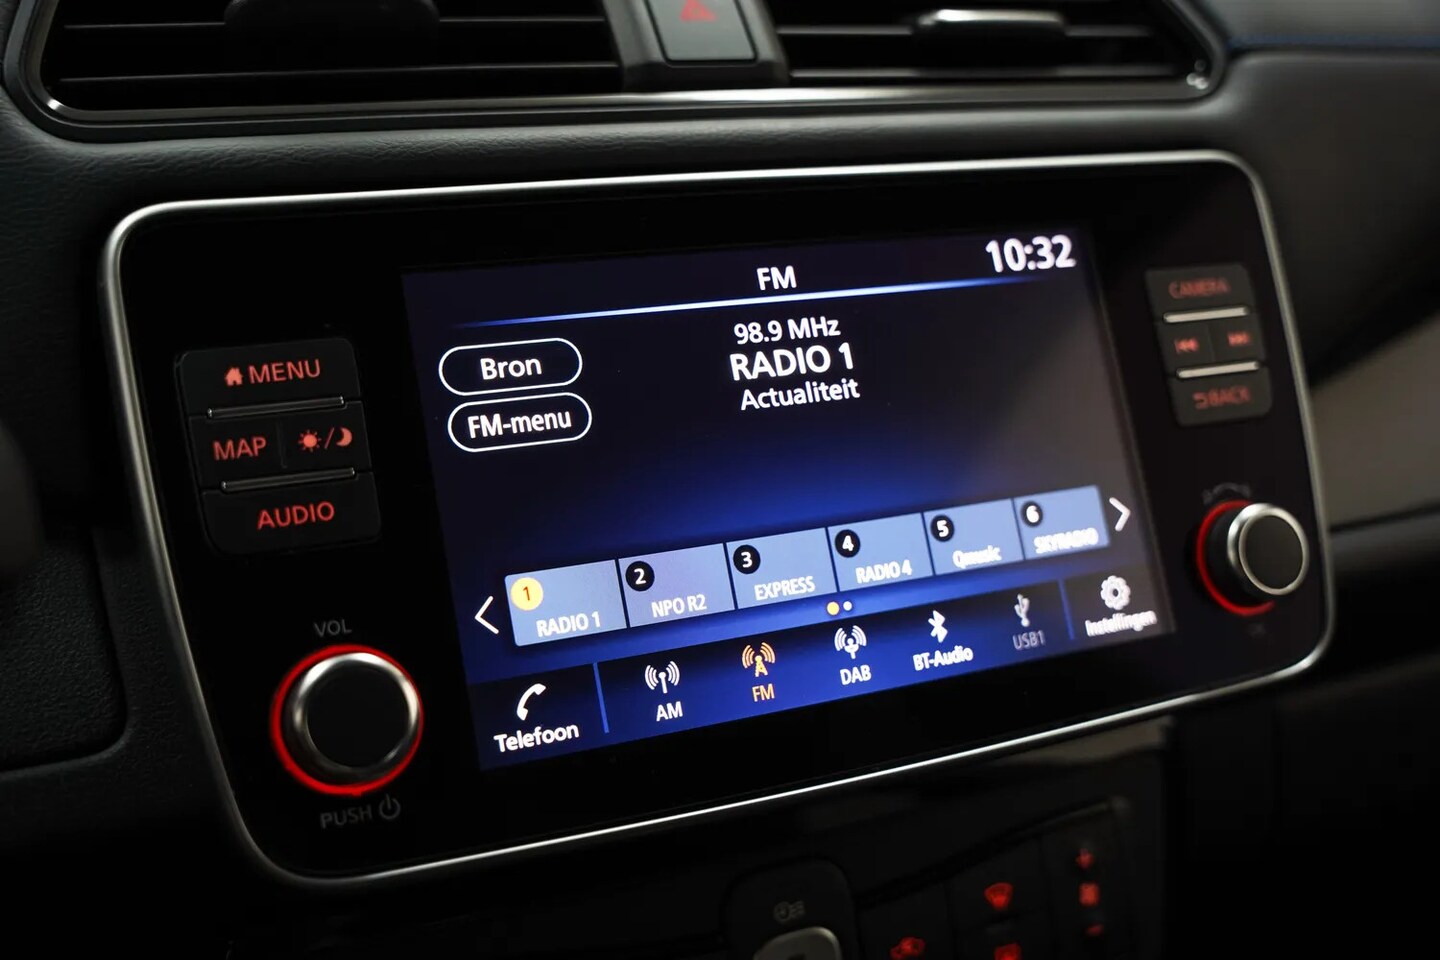 10:32
FM
98.9 MHz
RADIO 1
Actualiteit
Bron
FM-menu
MENU
MAP
AUDIO
VOL
PUSH
CAMERA
BACK
1 RADIO 1
2 NPO R2
3 EXPRESS
4 RADIO 4
5 Qmusic
6 SKYRADIO
Telefoon
AM
FM
DAB
BT-Audio
USB1
Instellingen